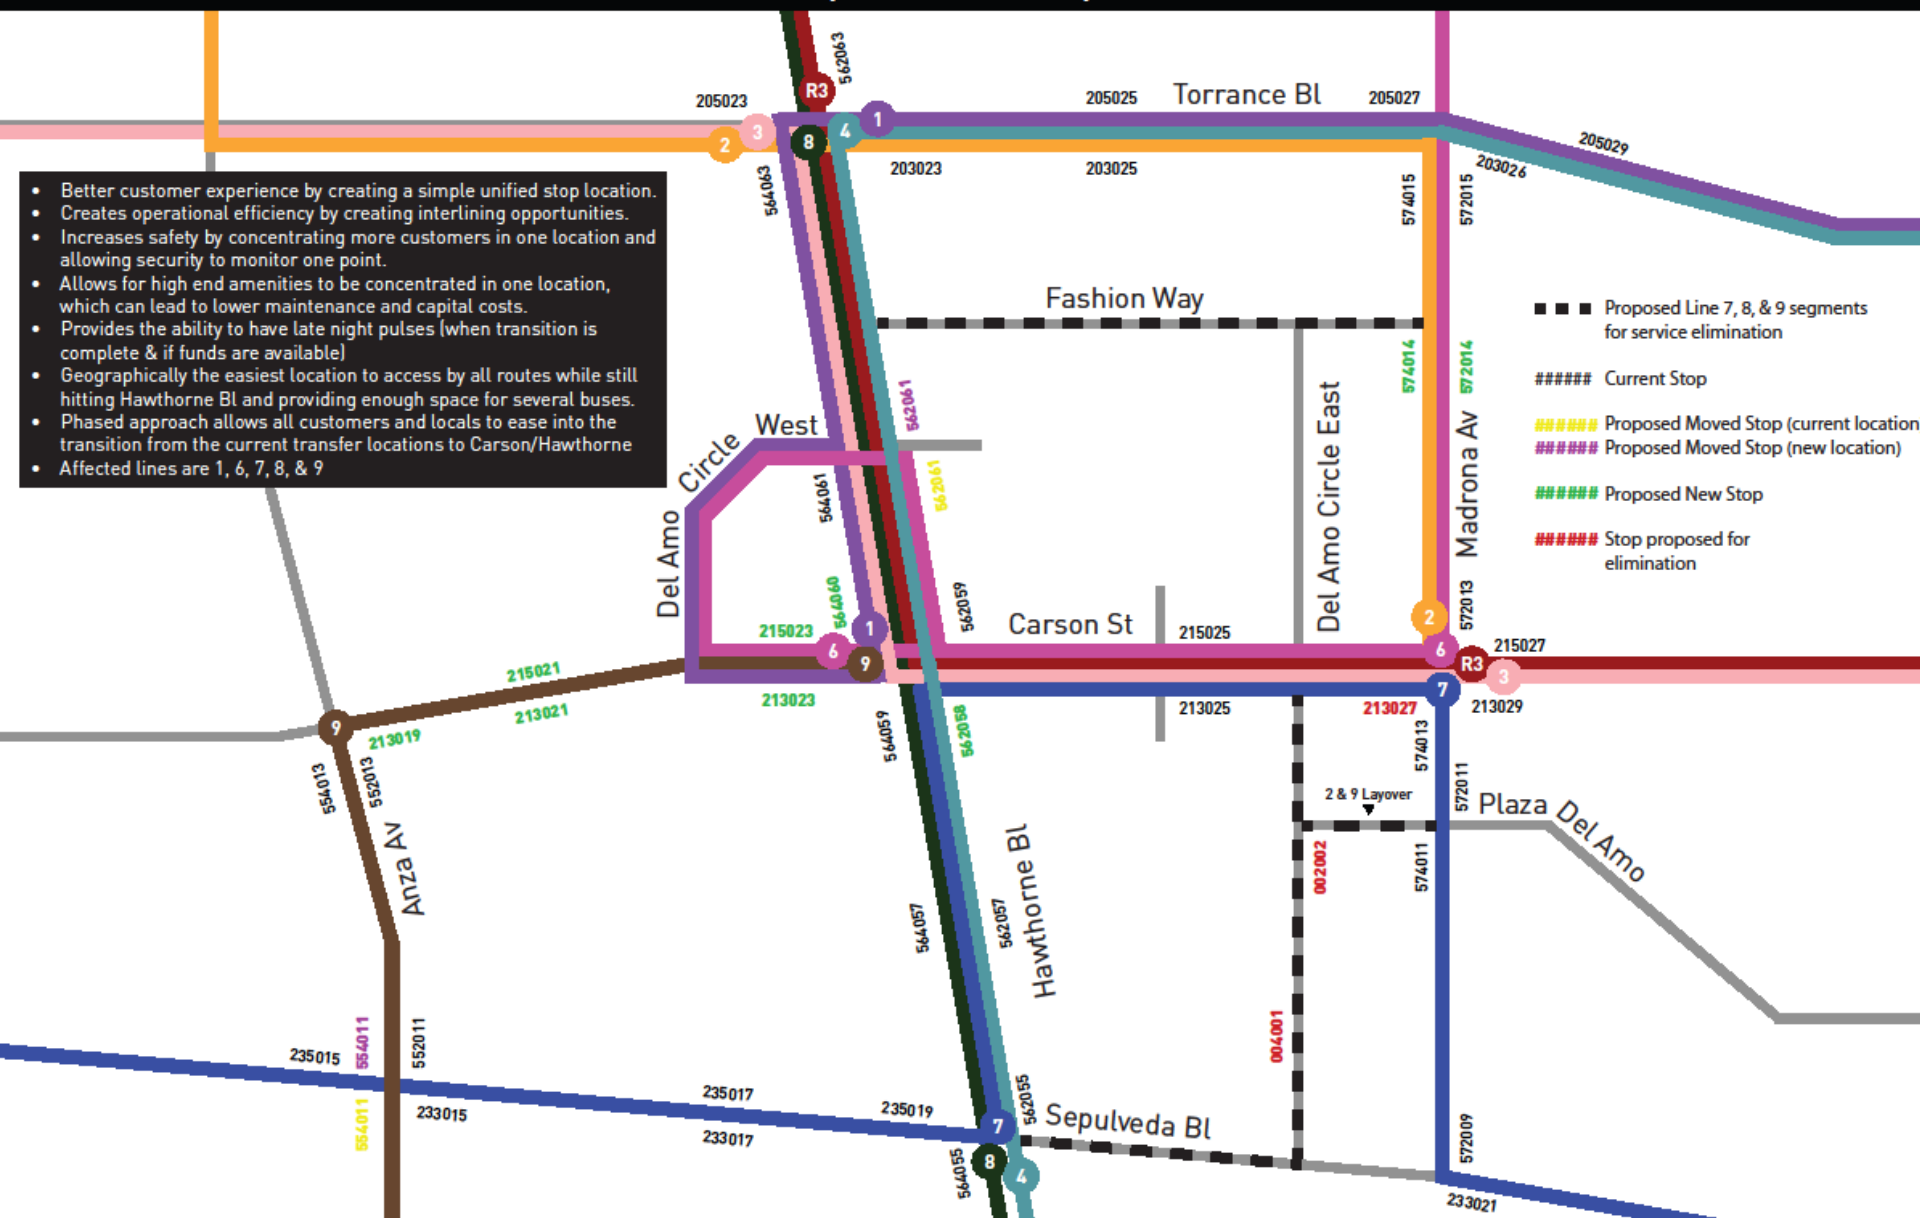 562063
R3
205023
205025
Torrance Bl
205027
1
3
4
2
8
205029
203023
203025
203026
564063
574015
572015
• Better customer experience by creating a simple unified stop location.
• Creates operational efficiency by creating interlining opportunities.
• Increases safety by concentrating more customers in one location and
allowing security to monitor one point.
• Allows for high end amenities to be concentrated in one location,
which can lead to lower maintenance and capital costs.
• Provides the ability to have late night pulses (when transition is
complete & if funds are available)
• Geographically the easiest location to access by all routes while still
hitting Hawthorne Bl and providing enough space for several buses.
• Phased approach allows all customers and locals to ease into the
transition from the current transfer locations to Carson/Hawthorne
• Affected lines are 1, 6, 7, 8, & 9
Fashion Way
574014
572014
Proposed Line 7, 8, & 9 segments
for service elimination
###### Current Stop
###### Proposed Moved Stop (current location
###### Proposed Moved Stop (new location)
###### Proposed New Stop
###### Stop proposed for
elimination
562061
West
Circle
Del Amo
564061
562061
Del Amo Circle East
Madrona Av
564060
562059
572013
215023
1
Carson St
215025
2
6
9
6
R3
215027
3
7
215021
213021
213023
213025
213027
213029
9
213019
564059
562058
574013
554013
552013
572011
2 & 9 Layover
Plaza Del Amo
Anza Av
002002
574011
564057
562057
Hawthorne Bl
554011
552011
004001
235015
235017
235019
562055
7
Sepulveda Bl
554011
233015
233017
572009
8
4
564055
233021